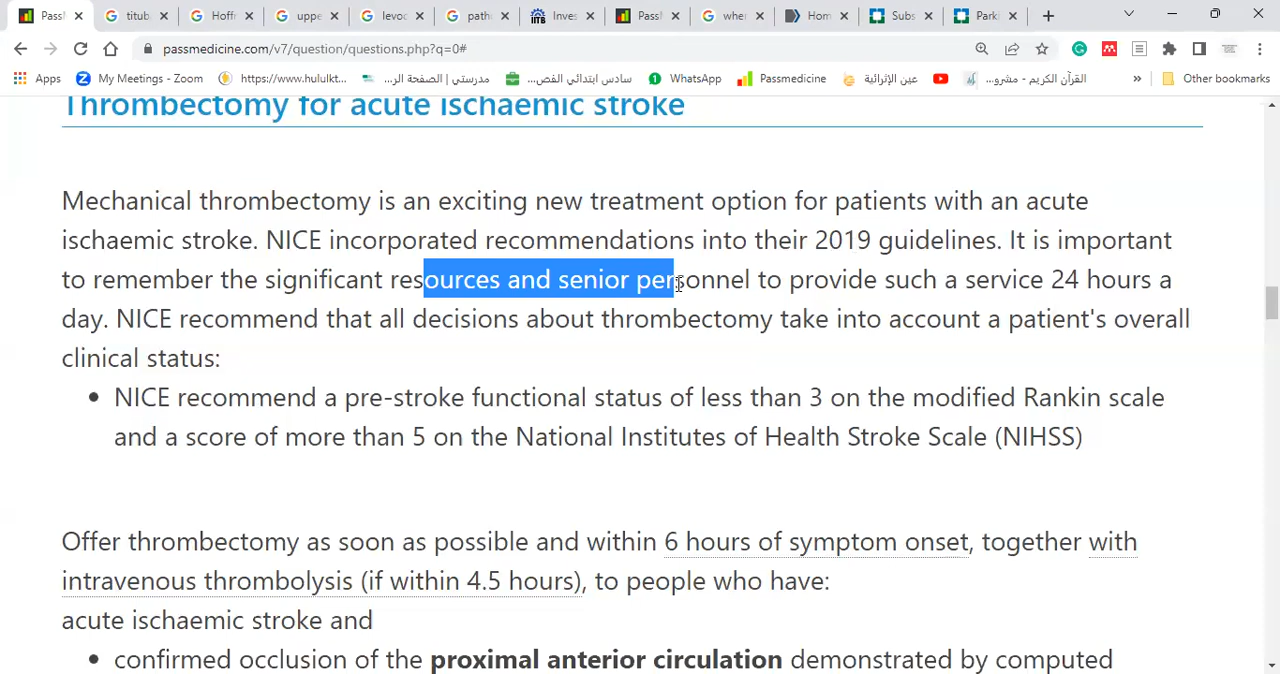 Pass!
titub
Hoff
uppe
levoc
path
IITB
Inves
Pass!
wher
Hom
Subs
Park
passmedicine.com/v7/question/questions.php?q=0#
Apps
My Meetings - Zoom
https://www.hululkt...
مدرستي | الصفحة الر...
سادس ابتدائي الفص...
WhatsApp
Passmedicine
عين الإثرائية
القرآن الكريم - مشرو...
»
Other bookmarks
Thrombectomy for acute ischaemic stroke
Mechanical thrombectomy is an exciting new treatment option for patients with an acute
ischaemic stroke. NICE incorporated recommendations into their 2019 guidelines. It is important
to remember the significant resources and senior personnel to provide such a service 24 hours a
day. NICE recommend that all decisions about thrombectomy take into account a patient's overall
clinical status:
• NICE recommend a pre-stroke functional status of less than 3 on the modified Rankin scale
and a score of more than 5 on the National Institutes of Health Stroke Scale (NIHSS)
Offer thrombectomy as soon as possible and within 6 hours of symptom onset, together with
intravenous thrombolysis (if within 4.5 hours), to people who have:
acute ischaemic stroke and
• confirmed occlusion of the proximal anterior circulation demonstrated by computed